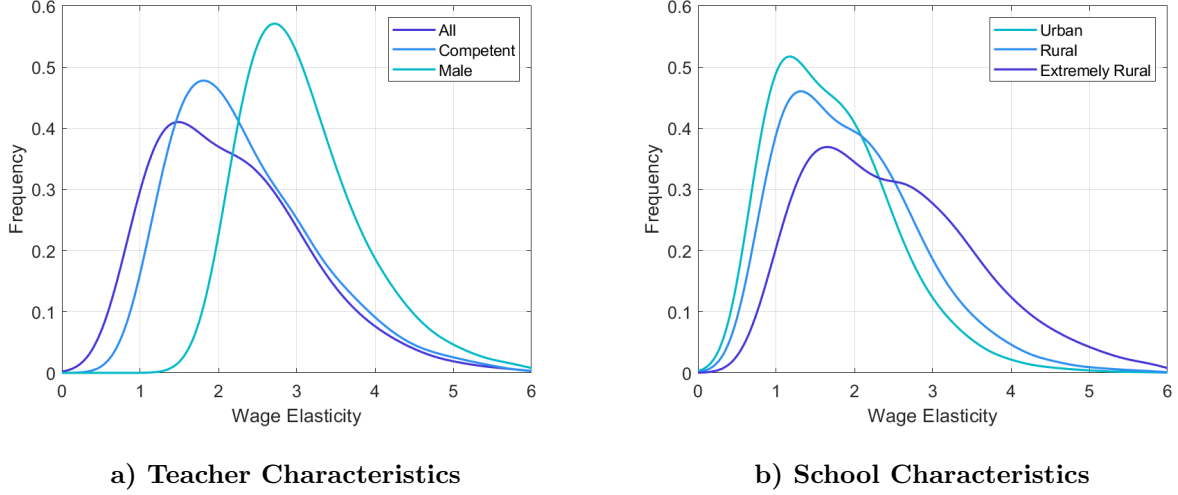 0.6
0.5
0.4
0.3
0.2
0.1
0
Frequency
All
Competent
Male
0 1 2 3 4 5 6
Wage Elasticity
a) Teacher Characteristics
0.6
0.5
0.4
0.3
0.2
0.1
0
Frequency
Urban
Rural
Extremely Rural
0 1 2 3 4 5 6
Wage Elasticity
b) School Characteristics